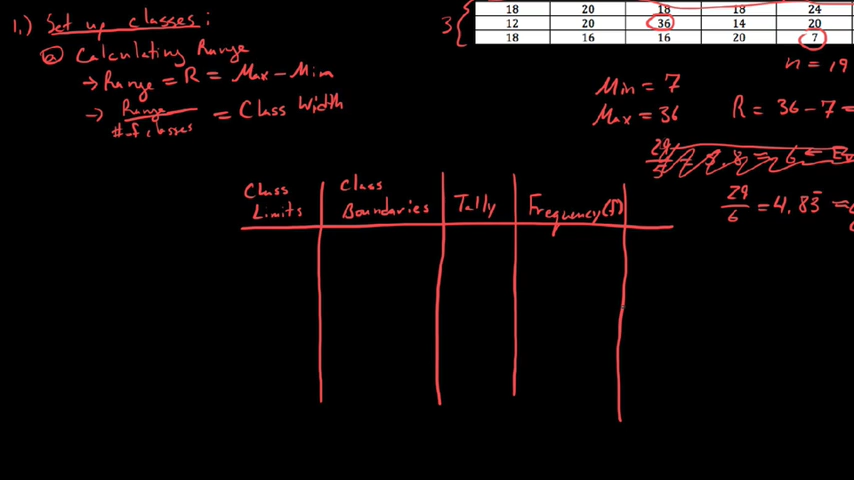 1.) Set up classes:
a) Calculating Range
→ Range = R = Max - Min
→ Range / # of classes = Class Width
3 {
18 20 18 18 24
12 20 36 14 20
18 16 16 20 7
n = 19
Min = 7
Max = 36
R = 36 - 7 =
29/6 = 4.83 =
Class Limits
Class Boundaries
Tally
Frequency (f)